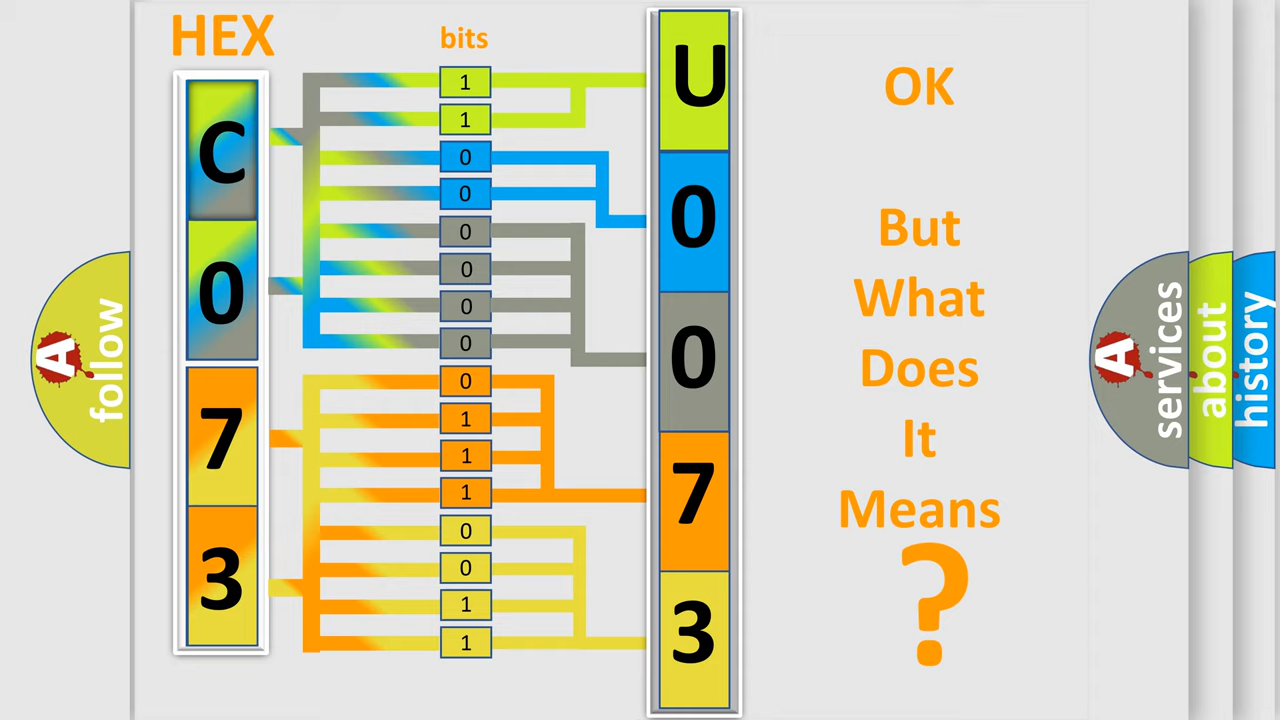 HEX
bits
C
0
7
3
1
1
0
0
0
0
0
0
0
1
1
1
0
0
1
1
U
0
0
7
3
OK
But
What
Does
It
Means
?
A
follow
A
services
about
history